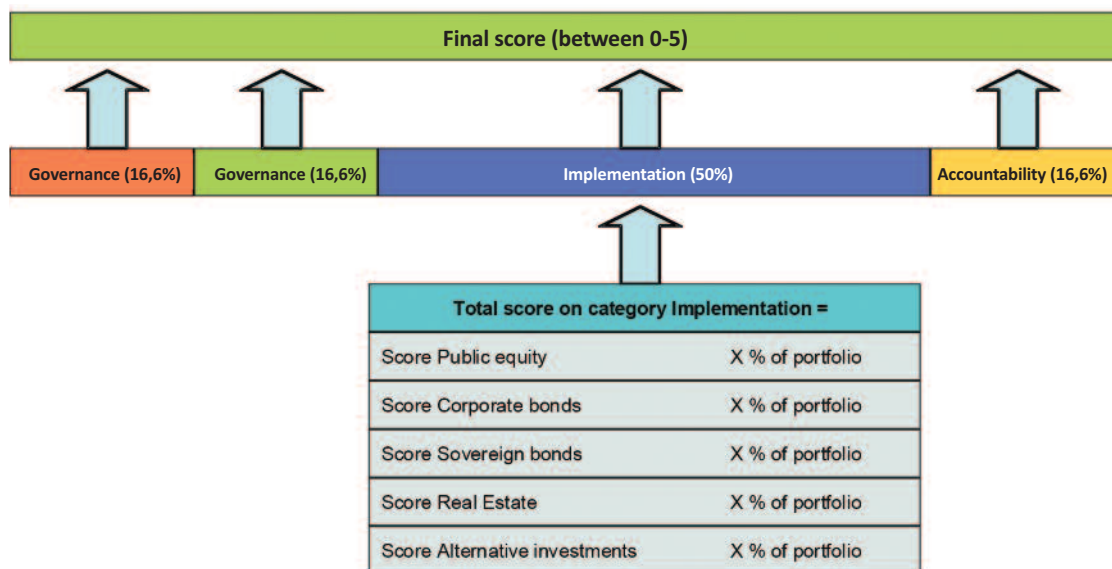 Final score (between 0-5)
Governance (16,6%)
Governance (16,6%)
Implementation (50%)
Accountability (16,6%)
Total score on category Implementation =
Score Public equity X % of portfolio
Score Corporate bonds X % of portfolio
Score Sovereign bonds X % of portfolio
Score Real Estate X % of portfolio
Score Alternative investments X % of portfolio